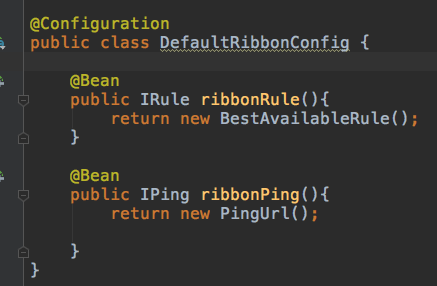 @Configuration
public class DefaultRibbonConfig {
@Bean
public IRule ribbonRule(){
return new BestAvailableRule();
}
@Bean
public IPing ribbonPing(){
return new PingUrl();
}
}